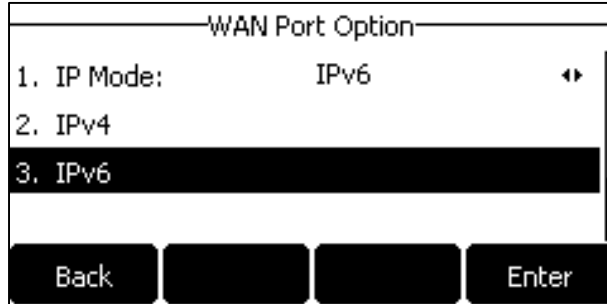 WAN Port Option
1. IP Mode: IPv6
2. IPv4
3. IPv6
Back Enter